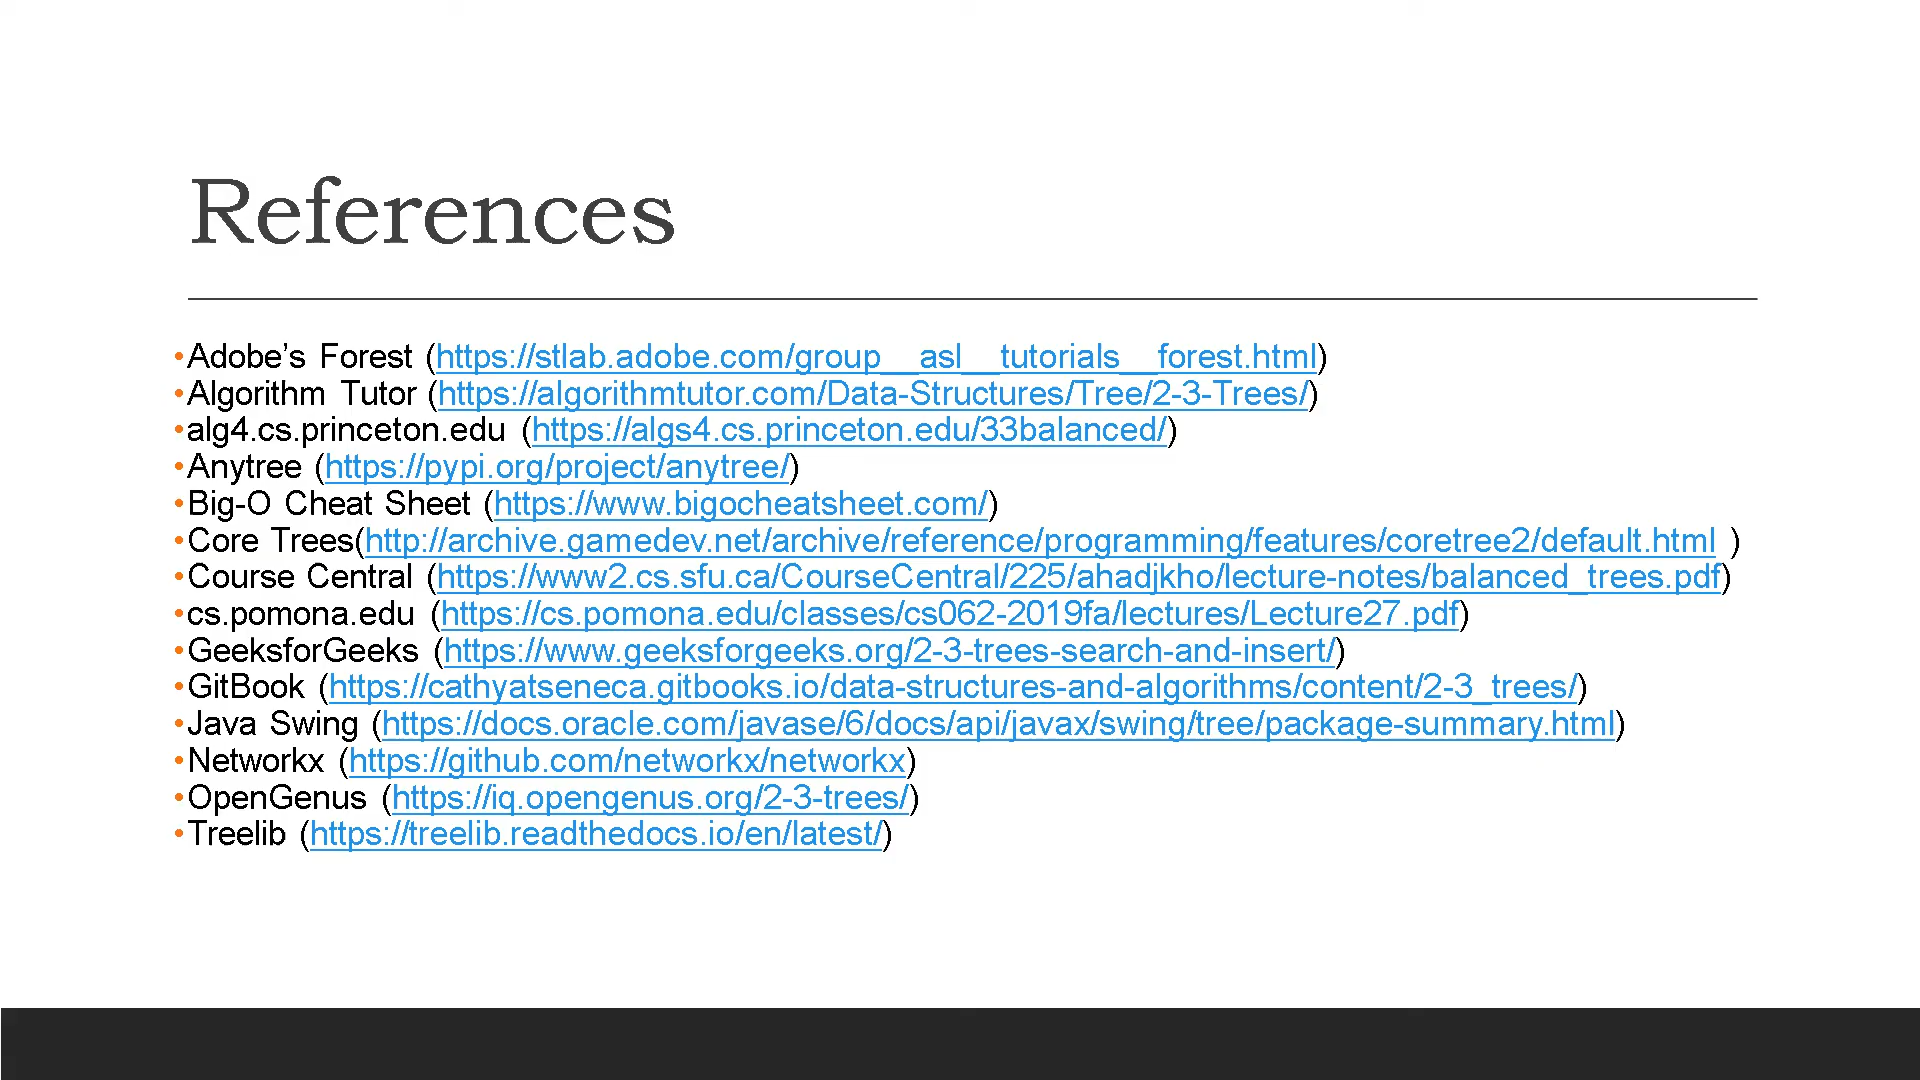 References
•Adobe’s Forest (https://stlab.adobe.com/group__asl__tutorials__forest.html)
•Algorithm Tutor (https://algorithmtutor.com/Data-Structures/Tree/2-3-Trees/)
•alg4.cs.princeton.edu (https://algs4.cs.princeton.edu/33balanced/)
•Anytree (https://pypi.org/project/anytree/)
•Big-O Cheat Sheet (https://www.bigocheatsheet.com/)
•Core Trees(http://archive.gamedev.net/archive/reference/programming/features/coretree2/default.html )
•Course Central (https://www2.cs.sfu.ca/CourseCentral/225/ahadjkho/lecture-notes/balanced_trees.pdf)
•cs.pomona.edu (https://cs.pomona.edu/classes/cs062-2019fa/lectures/Lecture27.pdf)
•GeeksforGeeks (https://www.geeksforgeeks.org/2-3-trees-search-and-insert/)
•GitBook (https://cathyatseneca.gitbooks.io/data-structures-and-algorithms/content/2-3_trees/)
•Java Swing (https://docs.oracle.com/javase/6/docs/api/javax/swing/tree/package-summary.html)
•Networkx (https://github.com/networkx/networkx)
•OpenGenus (https://iq.opengenus.org/2-3-trees/)
•Treelib (https://treelib.readthedocs.io/en/latest/)